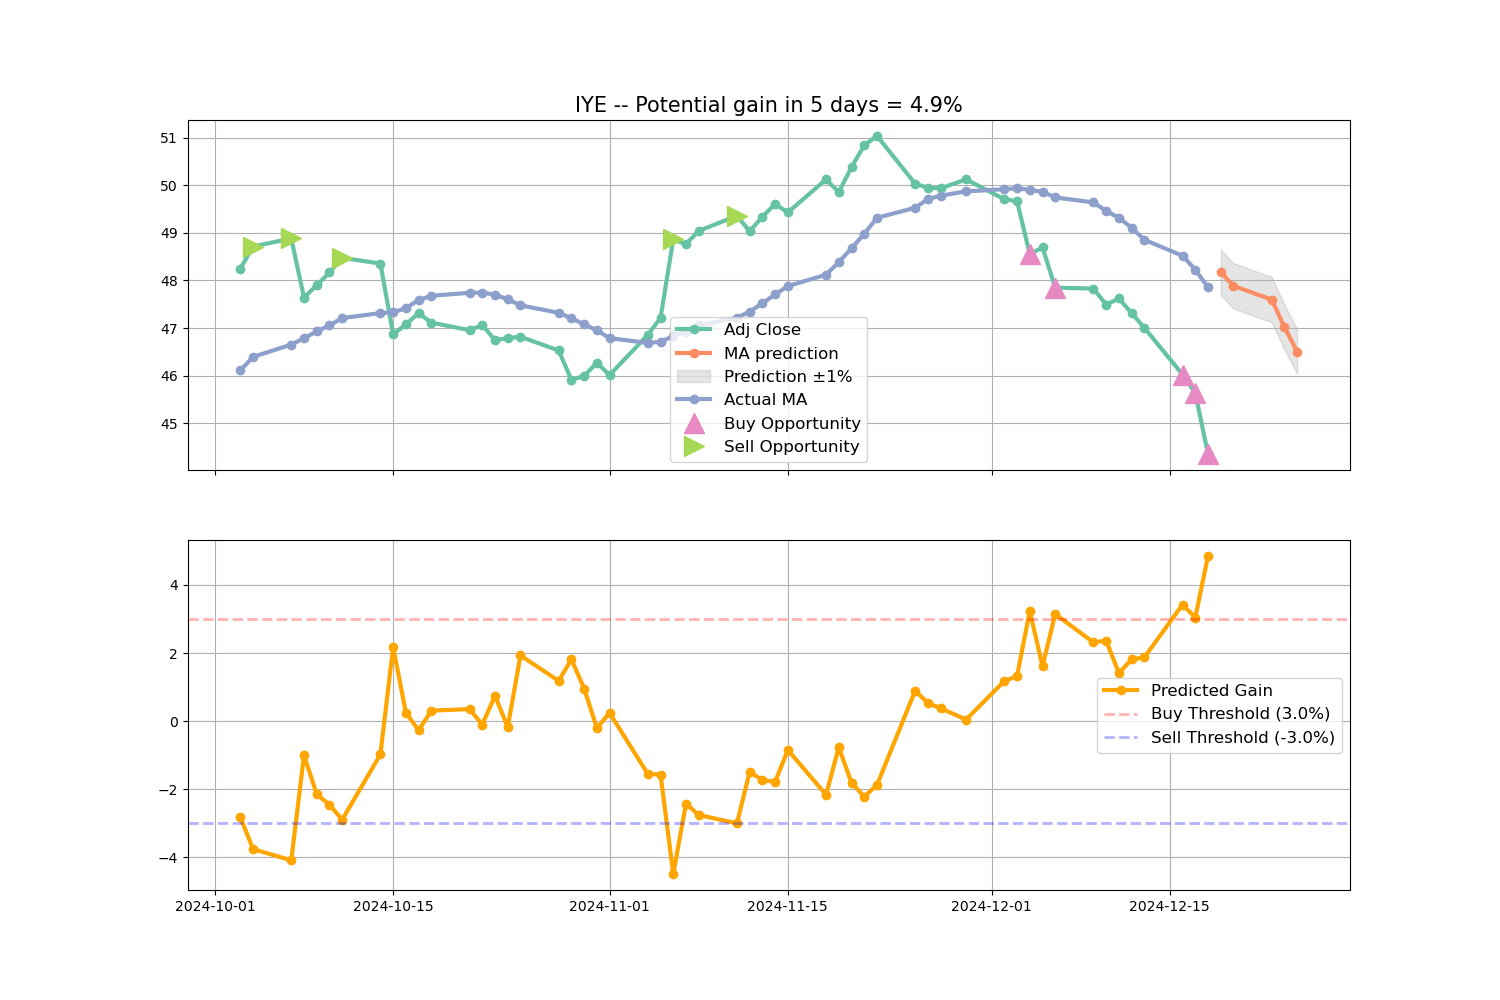 IYE -- Potential gain in 5 days = 4.9%
51
50
49
48
47
46
45
Adj Close
MA prediction
Prediction ±1%
Actual MA
Buy Opportunity
Sell Opportunity
4
2
0
−2
−4
Predicted Gain
Buy Threshold (3.0%)
Sell Threshold (-3.0%)
2024-10-01
2024-10-15
2024-11-01
2024-11-15
2024-12-01
2024-12-15